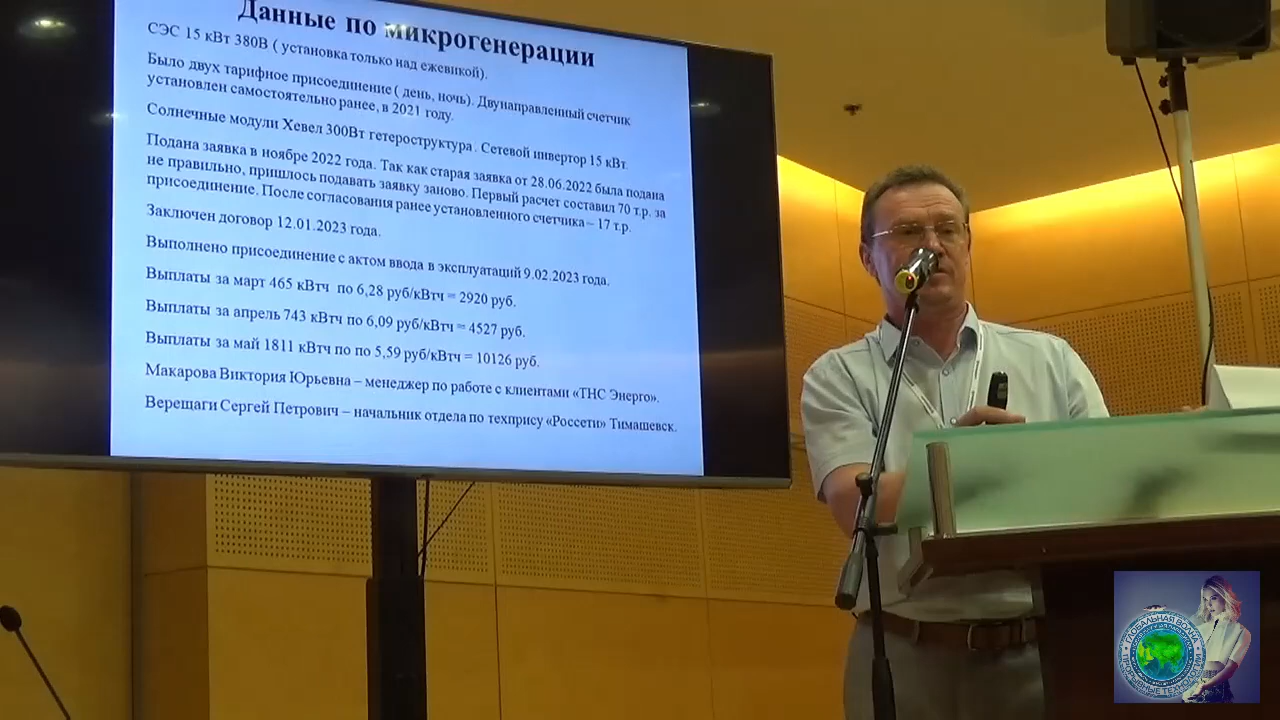 Данные по микрогенерации
СЭС 15 кВт 380В ( установка только над ежевикой).
Было двух тарифное присоединение ( день, ночь). Двунаправленный счетчик
установлен самостоятельно ранее, в 2021 году.
Солнечные модули Хевел 300Вт гетероструктура . Сетевой инвертор 15 кВт.
Подана заявка в ноябре 2022 года. Так как старая заявка от 28.06.2022 была подана
не правильно, пришлось подавать заявку заново. Первый расчет составил 70 т.р. за
присоединение. После согласования ранее установленного счетчика – 17 т.р.
Заключен договор 12.01.2023 года.
Выполнено присоединение с актом ввода в эксплуатаций 9.02.2023 года.
Выплаты за март 465 кВтч по 6,28 руб/кВтч = 2920 руб.
Выплаты за апрель 743 кВтч по 6,09 руб/кВтч = 4527 руб.
Выплаты за май 1811 кВтч по по 5,59 руб/кВтч = 10126 руб.
Макарова Виктория Юрьевна – менеджер по работе с клиентами «ТНС Энерго».
Верещаги Сергей Петрович – начальник отдела по техпрису «Россети» Тимашевск.
ГЛОБАЛЬНАЯ ВОЛНА